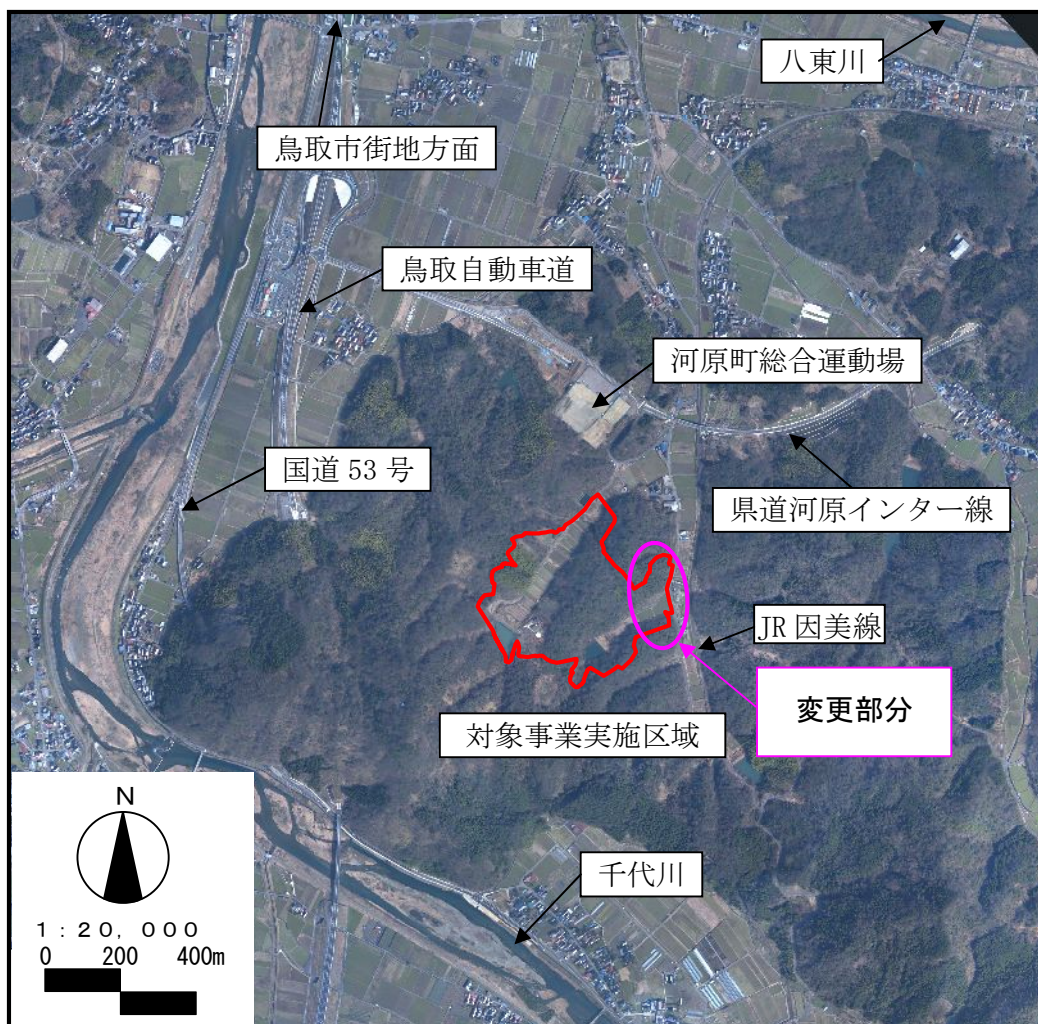 八東川
鳥取市街地方面
鳥取自動車道
河原町総合運動場
国道 53 号
県道河原インター線
JR 因美線
変更部分
対象事業実施区域
千代川
N
1：20,000
0 200 400m